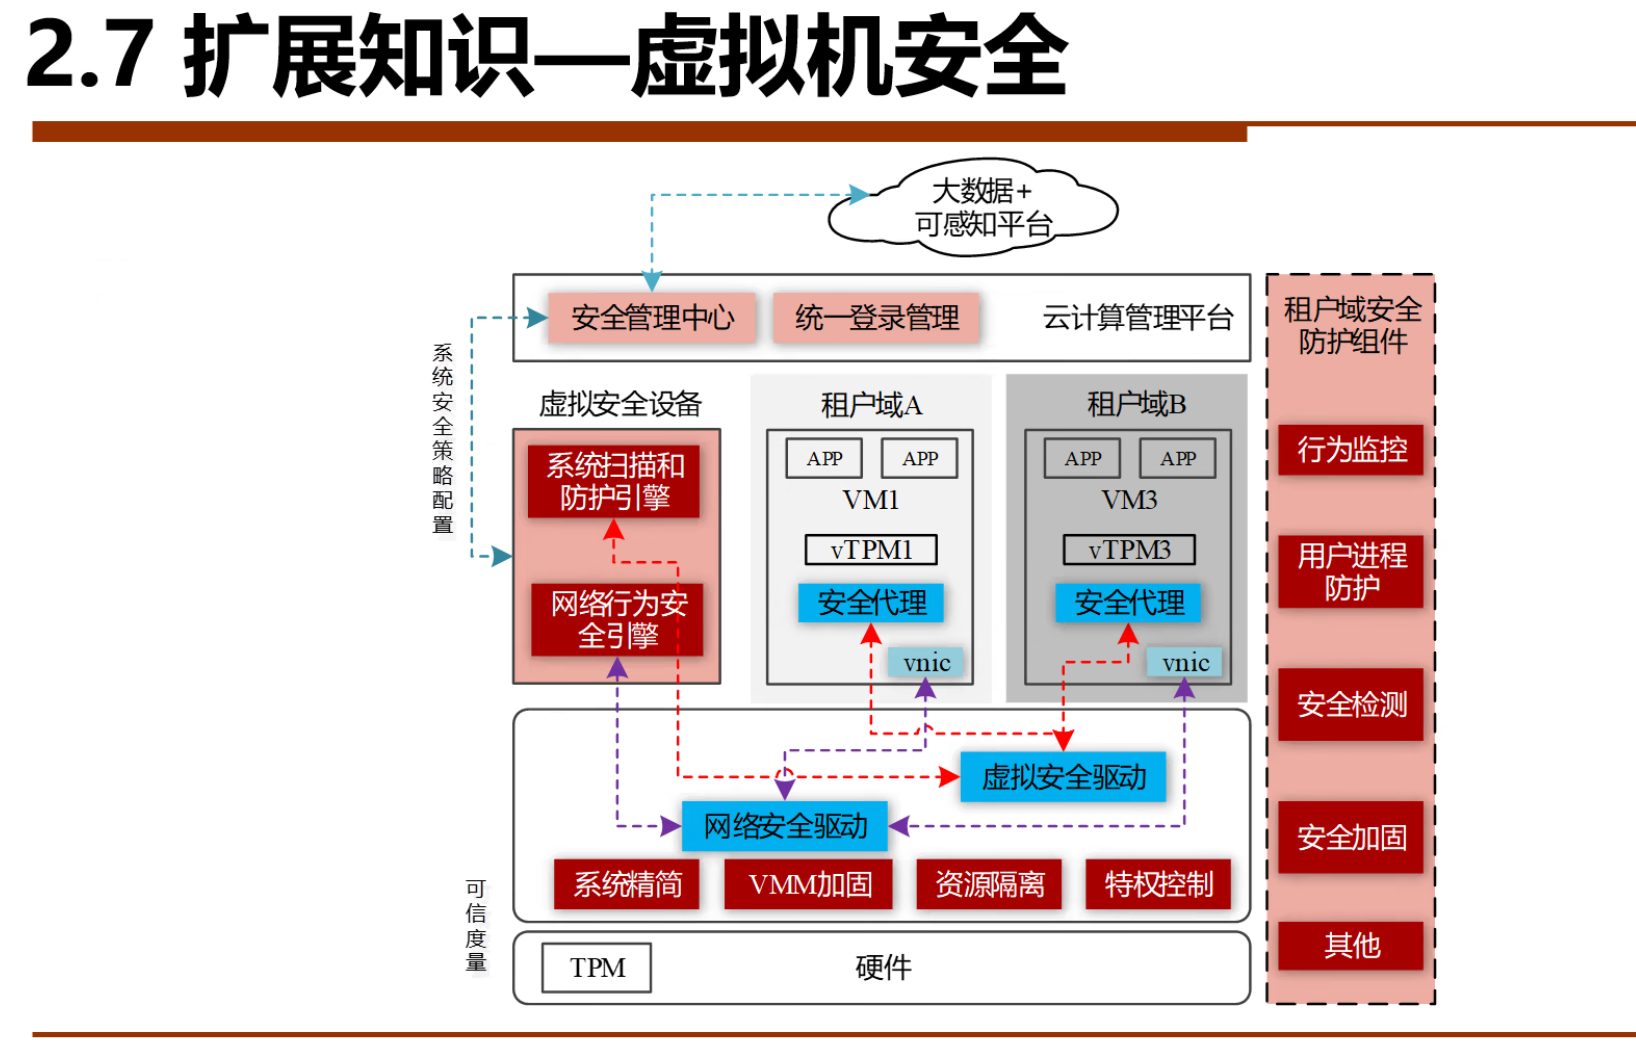 2.7 扩展知识—虚拟机安全
大数据+
可感知平台
安全管理中心
统一登录管理
云计算管理平台
系统安全策略配置
虚拟安全设备
系统扫描和
防护引擎
网络行为安
全引擎
租户域A
APP
APP
VM1
vTPM1
安全代理
vnic
租户域B
APP
APP
VM3
vTPM3
安全代理
vnic
虚拟安全驱动
网络安全驱动
系统精简
VMM加固
资源隔离
特权控制
可信度量
TPM
硬件
租户域安全
防护组件
行为监控
用户进程
防护
安全检测
安全加固
其他